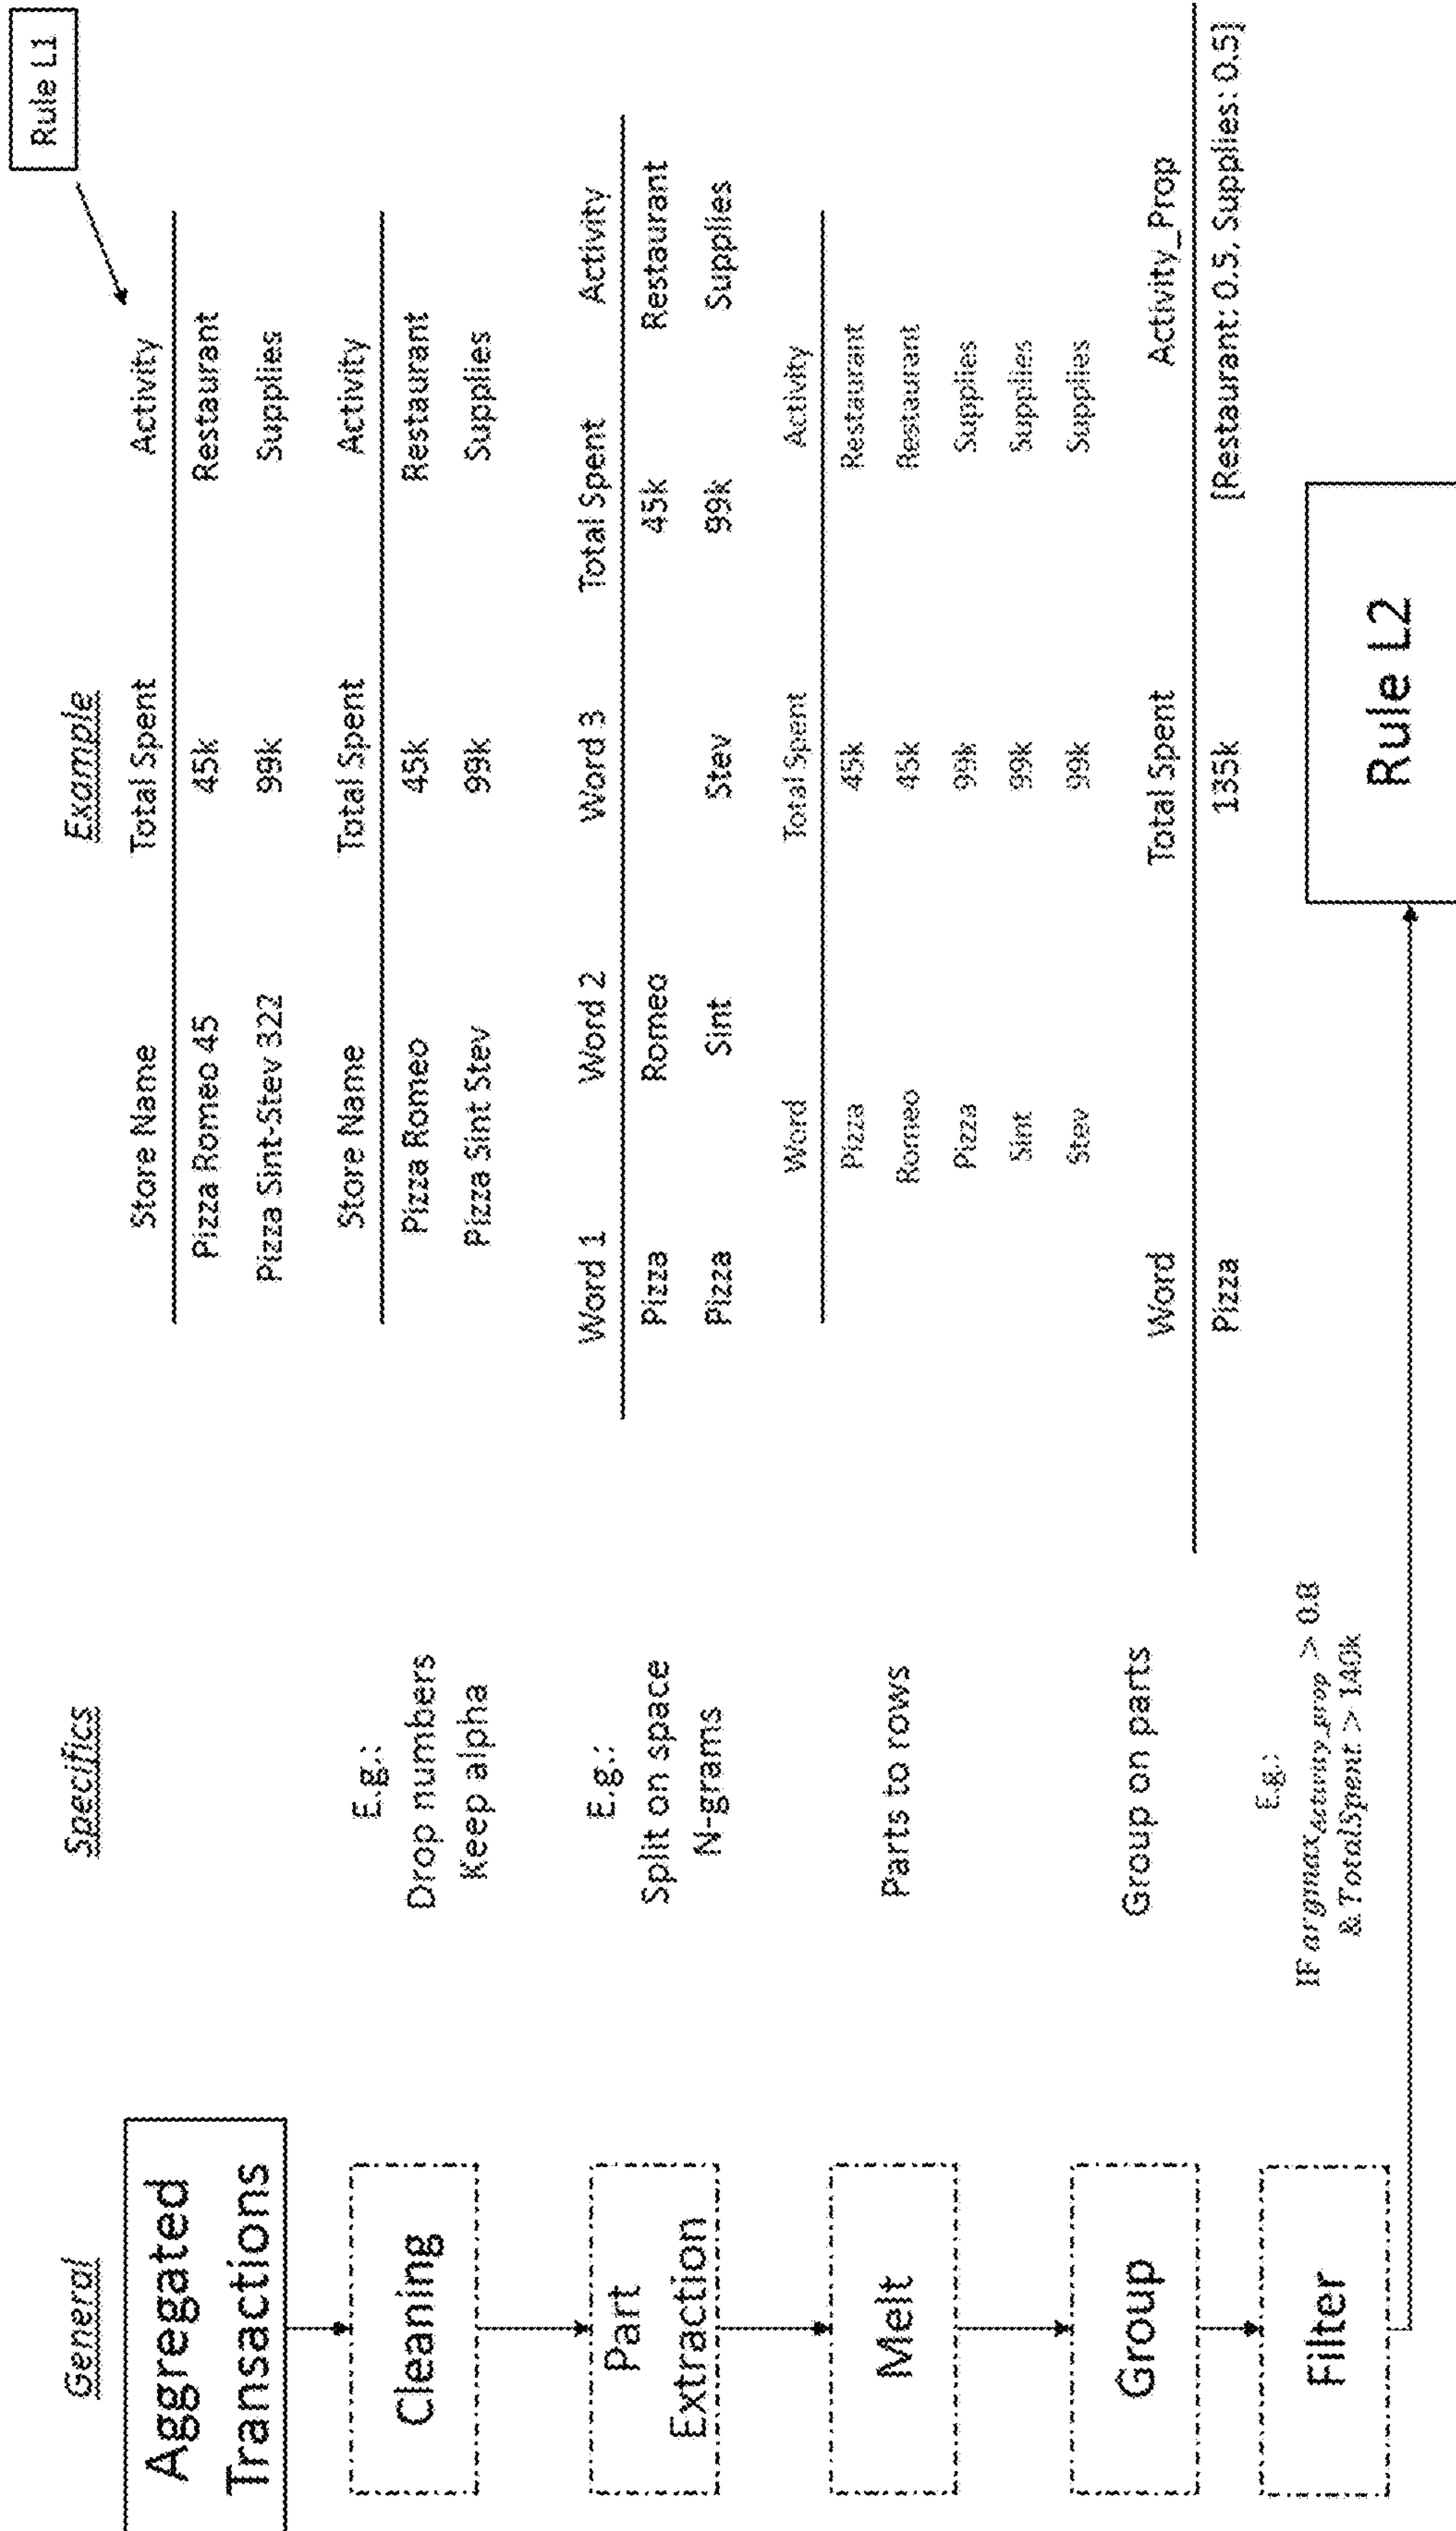 General
Specifics
Example
Rule L1
Aggregated
Transactions
Store Name Total Spent Activity
Pizza Romeo 45 45k Restaurant
Pizza Sint-Stev 322 99k Supplies
Cleaning
E.g.:
Drop numbers
Keep alpha
Store Name Total Spent Activity
Pizza Romeo 45k Restaurant
Pizza Sint Stev 99k Supplies
Part
Extraction
E.g.:
Split on space
N-grams
Word 1 Word 2 Word 3 Total Spent Activity
Pizza Romeo 45k Restaurant
Pizza Sint Stev 99k Supplies
Melt
Parts to rows
Word Total Spent Activity
Pizza 45k Restaurant
Romeo 45k Restaurant
Pizza 99k Supplies
Sint 99k Supplies
Stev 99k Supplies
Group
Group on parts
Word Total Spent Activity_Prop
Pizza 135k [Restaurant: 0.5, Supplies: 0.5]
Filter
E.g.:
IF argmax_Activity_prop > 0.8
& TotalSpent > 140k
Rule L2